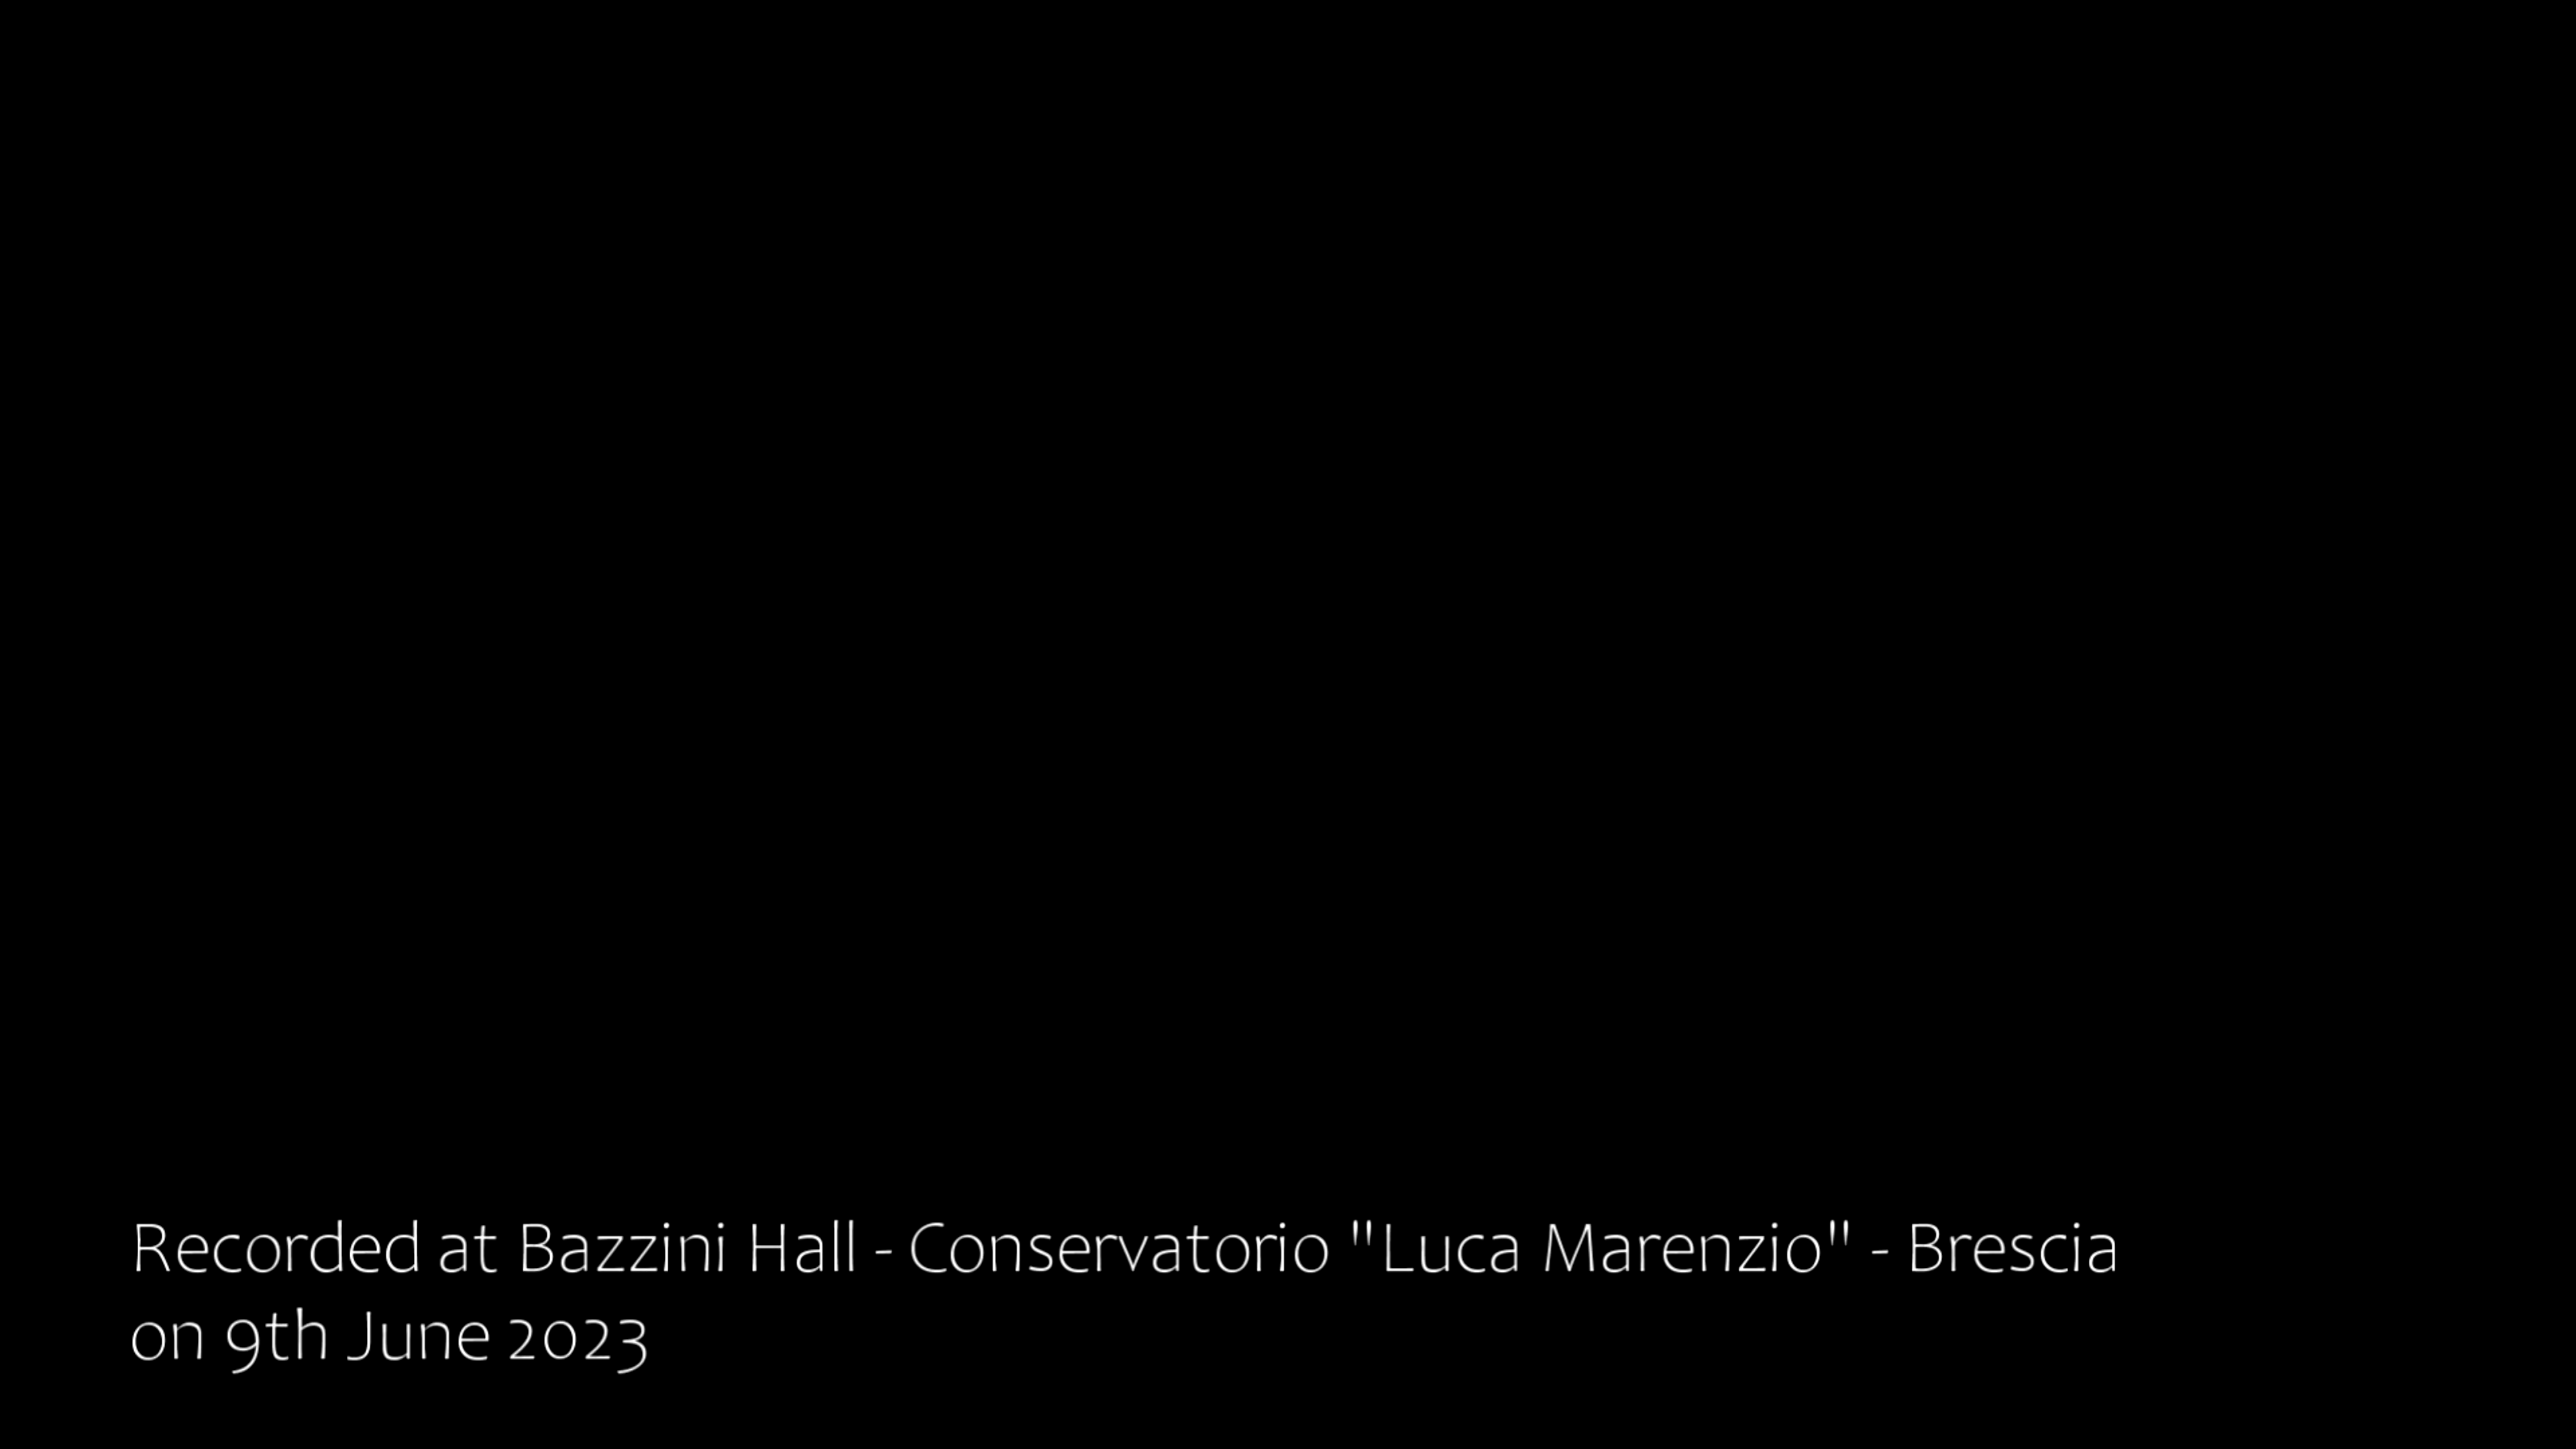 Recorded at Bazzini Hall - Conservatorio "Luca Marenzio" - Brescia
on 9th June 2023